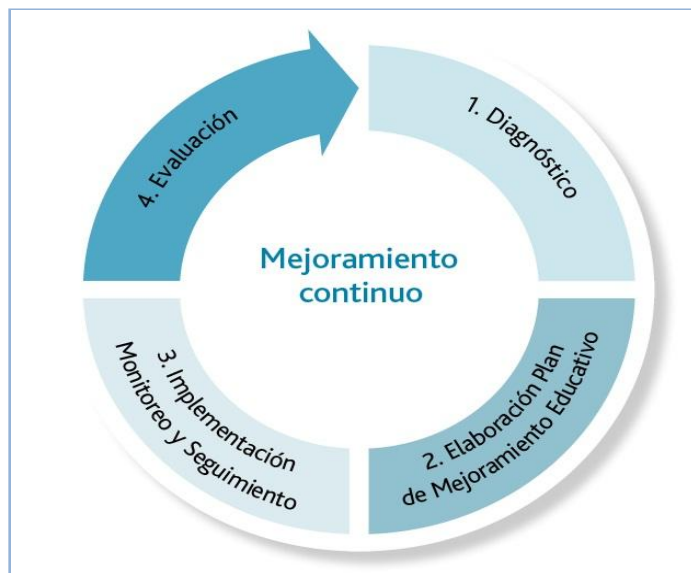 1. Diagnóstico
2. Elaboración Plan
de Mejoramiento Educativo
3. Implementación
Monitoreo y Seguimiento
4. Evaluación
Mejoramiento
continuo